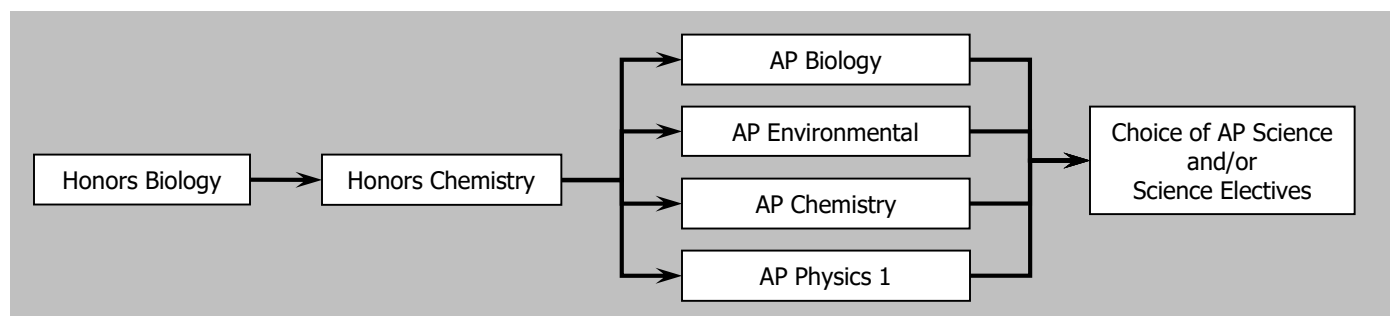 Honors Biology
Honors Chemistry
AP Biology
AP Environmental
AP Chemistry
AP Physics 1
Choice of AP Science
and/or
Science Electives